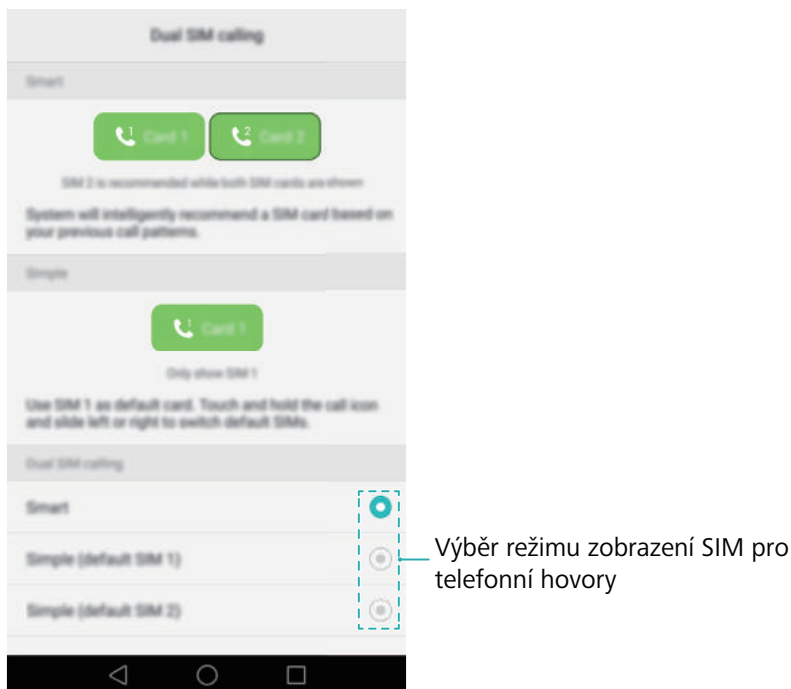 Dual SIM calling
Smart
1 Card 1
2 Card 2
SIM 2 is recommended while both SIM cards are shown
System will intelligently recommend a SIM card based on
your previous call patterns.
Simple
1 Card 1
Only show SIM 1
Use SIM 1 as default card. Touch and hold the call icon
and slide left or right to switch default SIMs.
Dual SIM calling
Smart
Simple (default SIM 1)
Simple (default SIM 2)
Výběr režimu zobrazení SIM pro
telefonní hovory